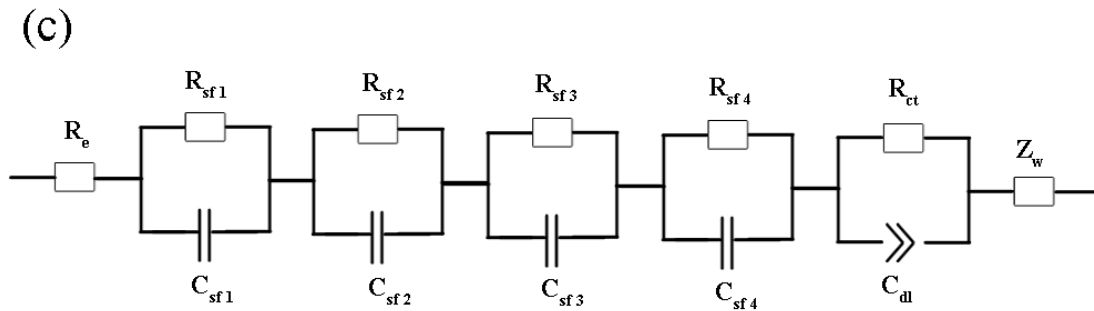 (c)
R_sf 1 R_sf 2 R_sf 3 R_sf 4 R_ct
R_e Z_w
C_sf 1 C_sf 2 C_sf 3 C_sf 4 C_dl